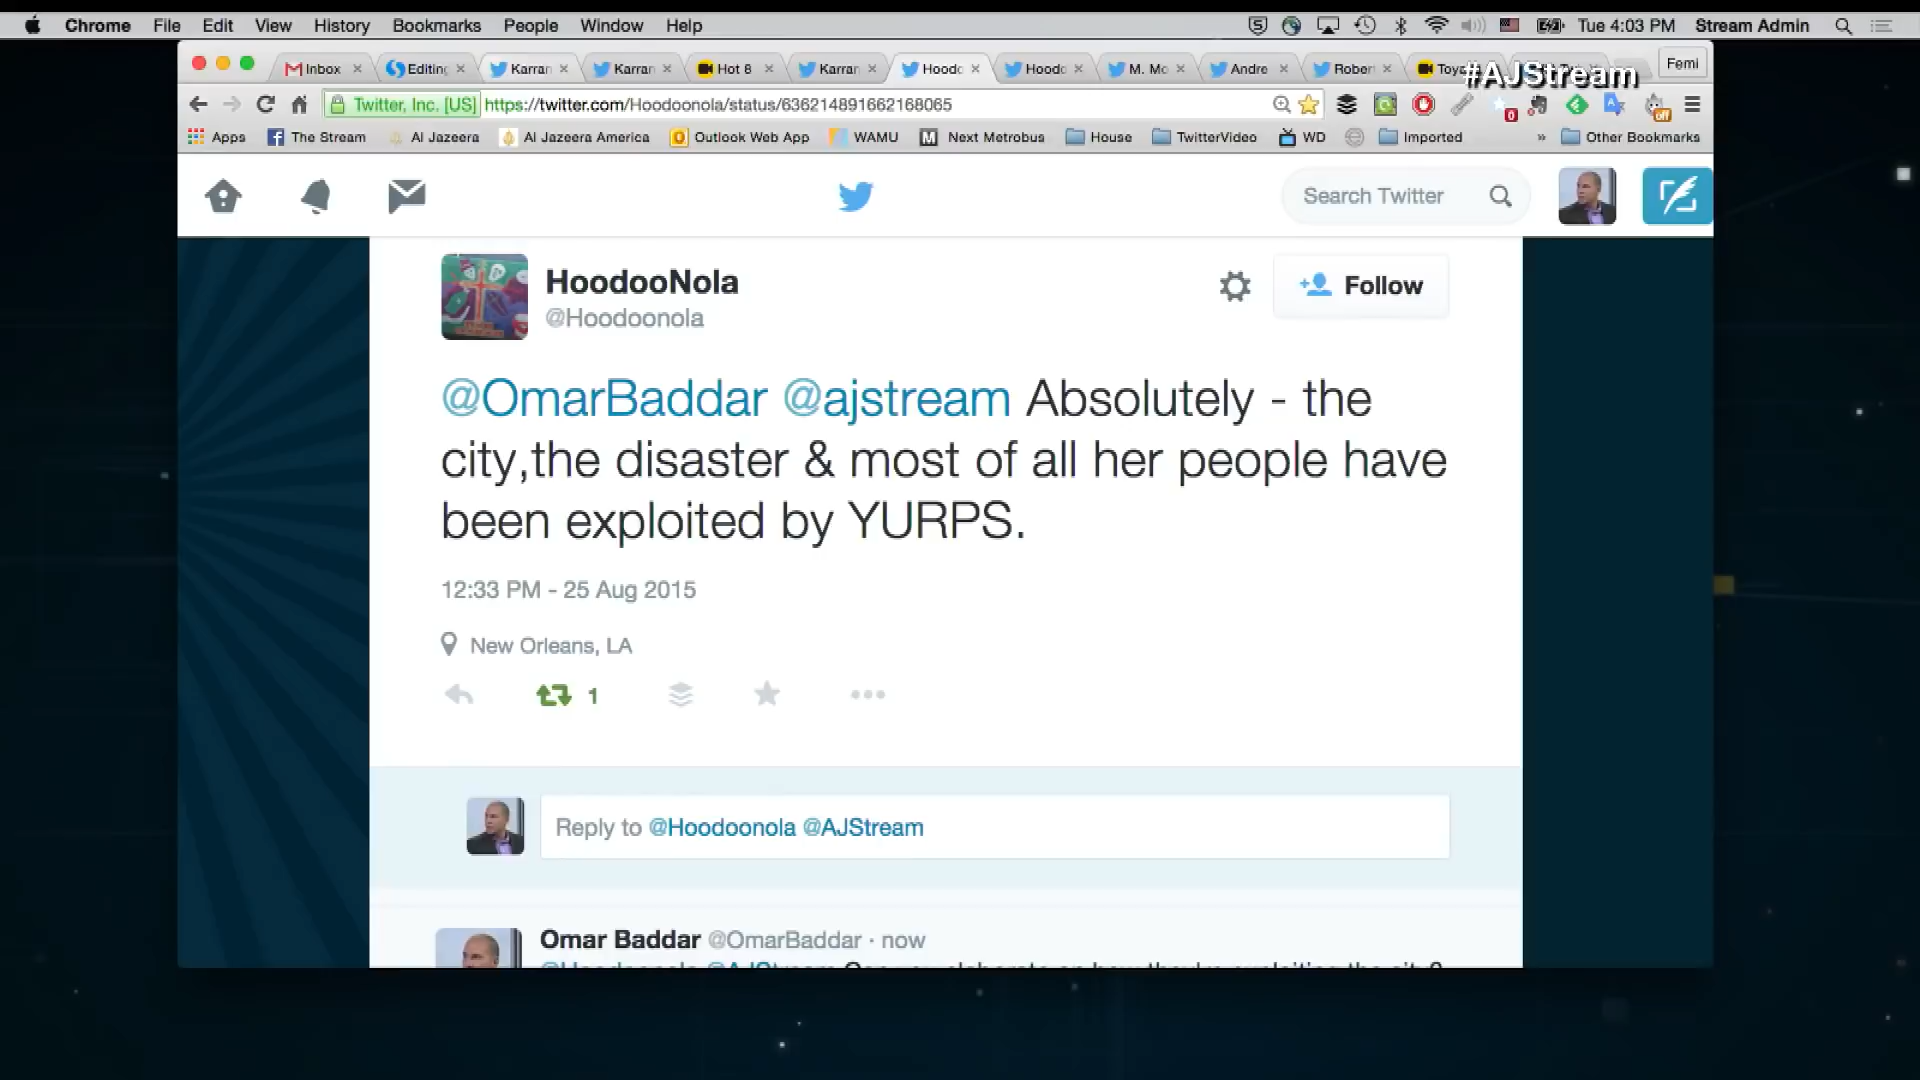 Chrome File Edit View History Bookmarks People Window Help Tue 4:03 PM Stream Admin
Inbox Editing Karran Karran Hot 8 Karran Hoodo Hoodo M. Mo Andre Rober Toya Femi
#AJStream
Twitter, Inc. [US] https://twitter.com/Hoodoonola/status/636214891662168065
Apps The Stream Al Jazeera Al Jazeera America Outlook Web App WAMU Next Metrobus House TwitterVideo WD Imported » Other Bookmarks
Search Twitter
HoodooNola
@Hoodoonola
Follow
@OmarBaddar @ajstream Absolutely - the
city,the disaster & most of all her people have
been exploited by YURPS.
12:33 PM - 25 Aug 2015
New Orleans, LA
1
Reply to @Hoodoonola @AJStream
Omar Baddar @OmarBaddar · now